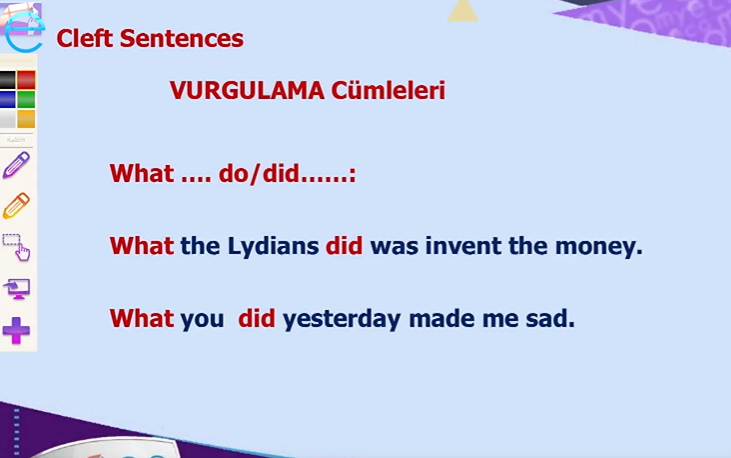 Cleft Sentences
VURGULAMA Cümleleri
What .... do/did......:
What the Lydians did was invent the money.
What you did yesterday made me sad.